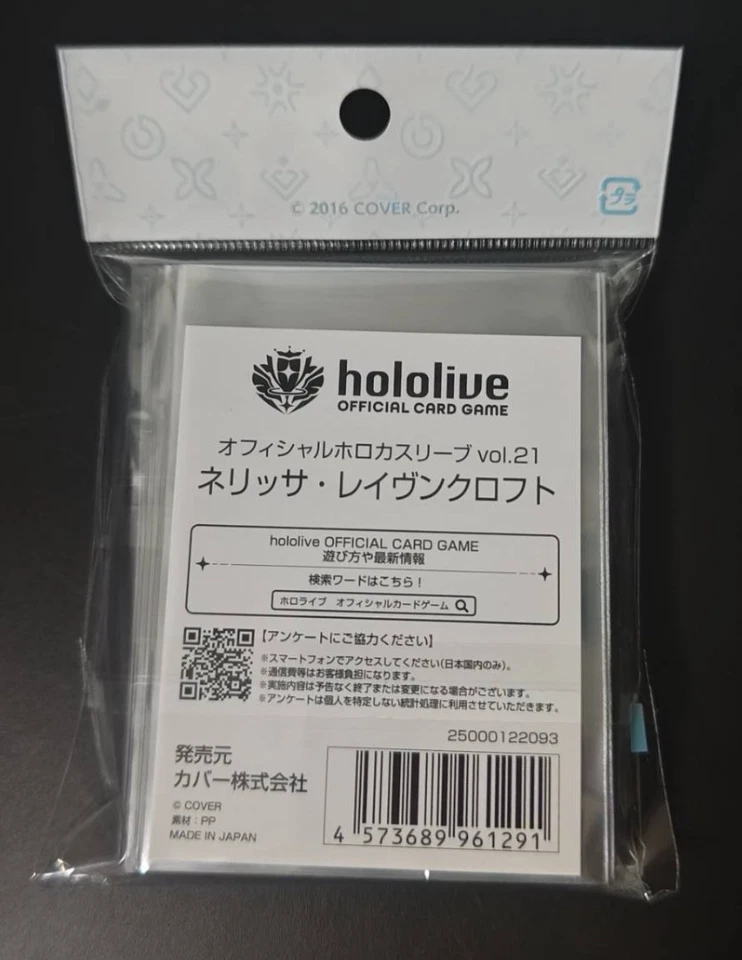 © 2016 COVER Corp.
プラ
hololive
OFFICIAL CARD GAME
オフィシャルホロカスリーブ vol.21
ネリッサ・レイヴンクロフト
hololive OFFICIAL CARD GAME
遊び方や最新情報
検索ワードはこちら！
ホロライブ オフィシャルカードゲーム
【アンケートにご協力ください】
※スマートフォンでアクセスしてください（日本国内のみ）。
※通信費等はお客様負担になります。
※実施内容は予告なく終了または変更になる場合がございます。
※アンケートは個人を特定しない統計処理に利用させていただきます。
25000122093
発売元
カバー株式会社
© COVER
素材：PP
MADE IN JAPAN
4 573689 961291